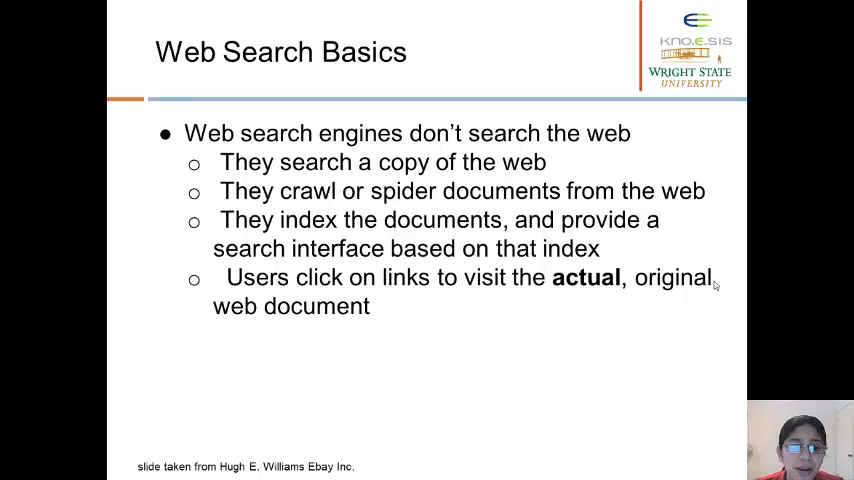 Web Search Basics
kno.e.sis
WRIGHT STATE
UNIVERSITY
● Web search engines don't search the web
o They search a copy of the web
o They crawl or spider documents from the web
o They index the documents, and provide a
search interface based on that index
o Users click on links to visit the actual, original
web document
slide taken from Hugh E. Williams Ebay Inc.